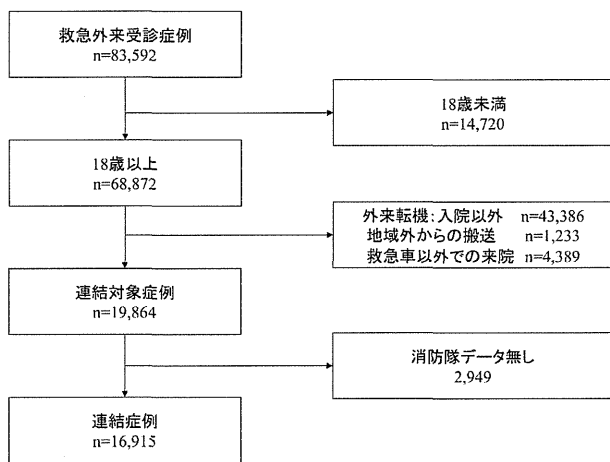 救急外来受診症例
n=83,592
18歳未満
n=14,720
18歳以上
n=68,872
外来転機:入院以外 n=43,386
地域外からの搬送 n=1,233
救急車以外での来院 n=4,389
連結対象症例
n=19,864
消防隊データ無し
2,949
連結症例
n=16,915